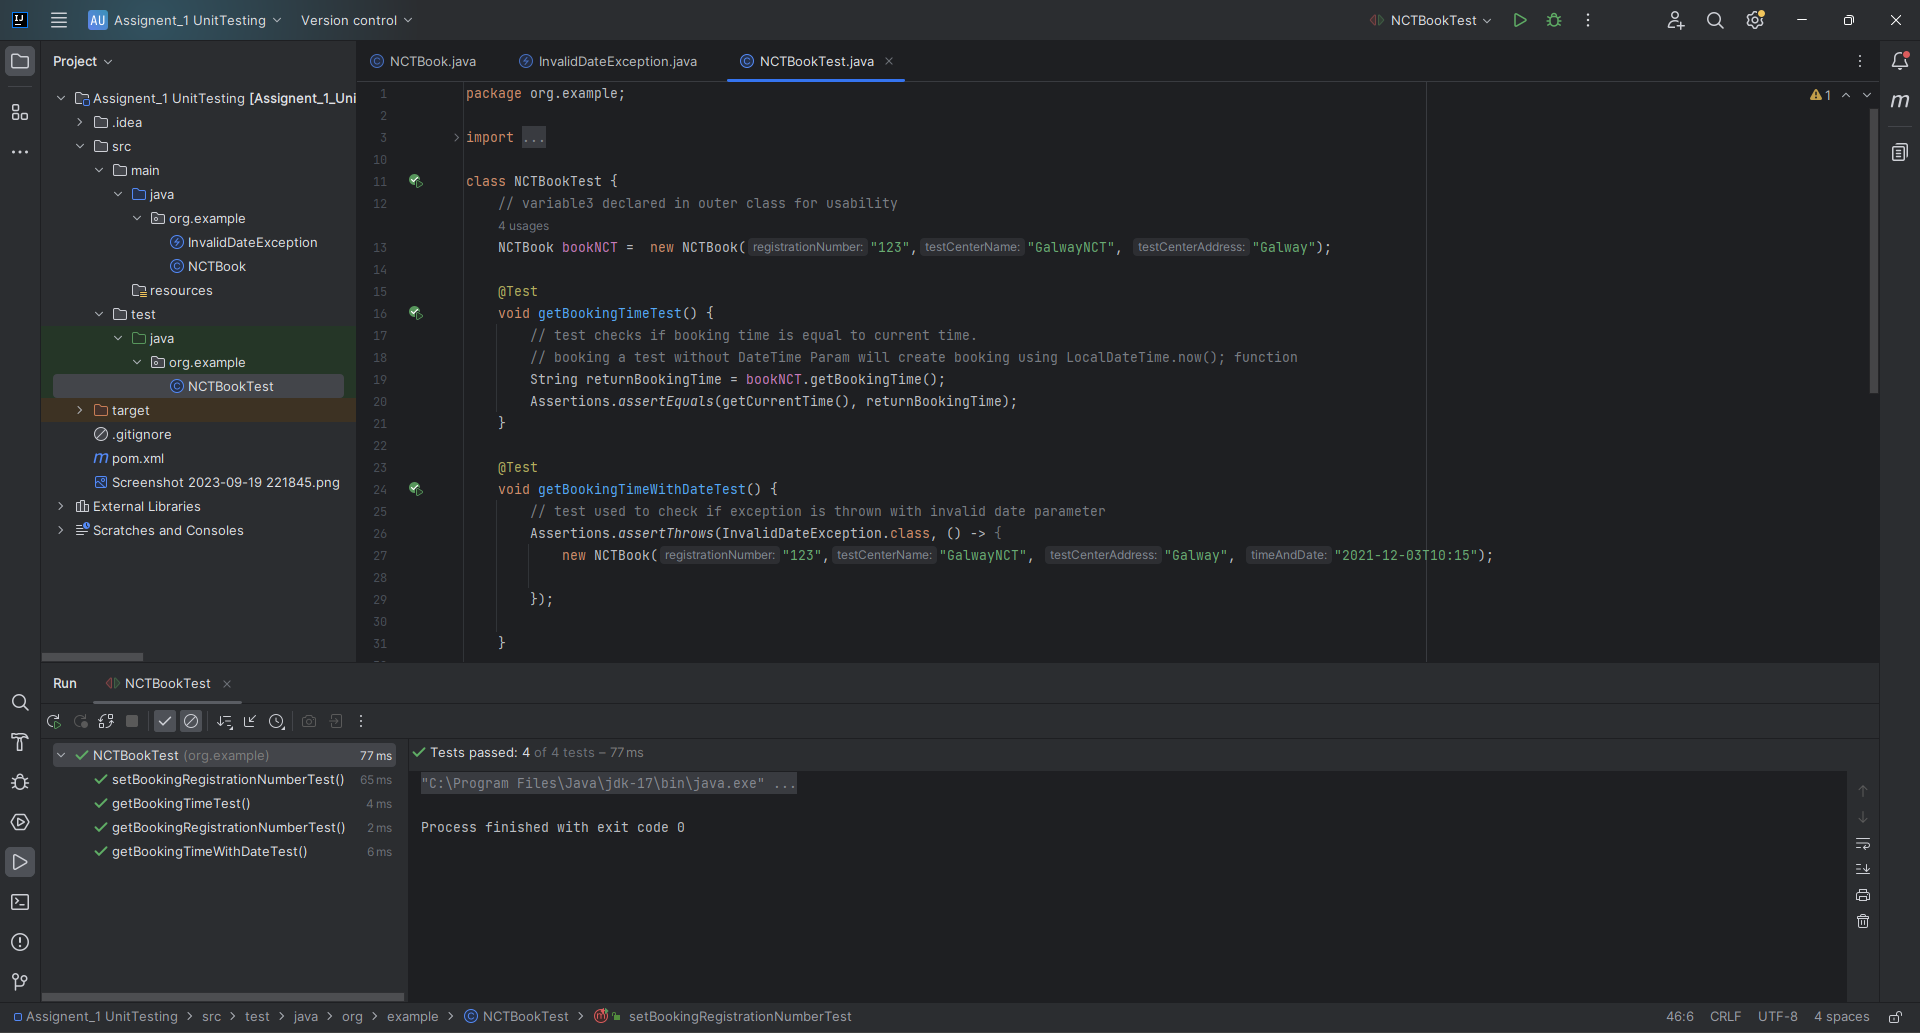 AU Assignent_1 UnitTesting Version control NCTBookTest
Project
Assignent_1 UnitTesting [Assignent_1_Uni
.idea
src
main
java
org.example
InvalidDateException
NCTBook
resources
test
java
org.example
NCTBookTest
target
.gitignore
m pom.xml
Screenshot 2023-09-19 221845.png
External Libraries
Scratches and Consoles
NCTBook.java InvalidDateException.java NCTBookTest.java
1 package org.example;
2
3 import ...
10
11 class NCTBookTest {
12 // variable3 declared in outer class for usability
4 usages
13 NCTBook bookNCT =  new NCTBook( registrationNumber: "123", testCenterName: "GalwayNCT", testCenterAddress: "Galway");
14
15 @Test
16 void getBookingTimeTest() {
17 // test checks if booking time is equal to current time.
18 // booking a test without DateTime Param will create booking using LocalDateTime.now(); function
19 String returnBookingTime = bookNCT.getBookingTime();
20 Assertions.assertEquals(getCurrentTime(), returnBookingTime);
21 }
22
23 @Test
24 void getBookingTimeWithDateTest() {
25 // test used to check if exception is thrown with invalid date parameter
26 Assertions.assertThrows(InvalidDateException.class, () -> {
27 new NCTBook( registrationNumber: "123", testCenterName: "GalwayNCT", testCenterAddress: "Galway", timeAndDate: "2021-12-03T10:15");
28
29 });
30
31 }
1
m
Run NCTBookTest
NCTBookTest (org.example) 77 ms
setBookingRegistrationNumberTest() 65 ms
getBookingTimeTest() 4 ms
getBookingRegistrationNumberTest() 2 ms
getBookingTimeWithDateTest() 6 ms
Tests passed: 4 of 4 tests – 77 ms
"C:\Program Files\Java\jdk-17\bin\java.exe" ...
Process finished with exit code 0
Assignent_1 UnitTesting > src > test > java > org > example > NCTBookTest > setBookingRegistrationNumberTest
46:6 CRLF UTF-8 4 spaces